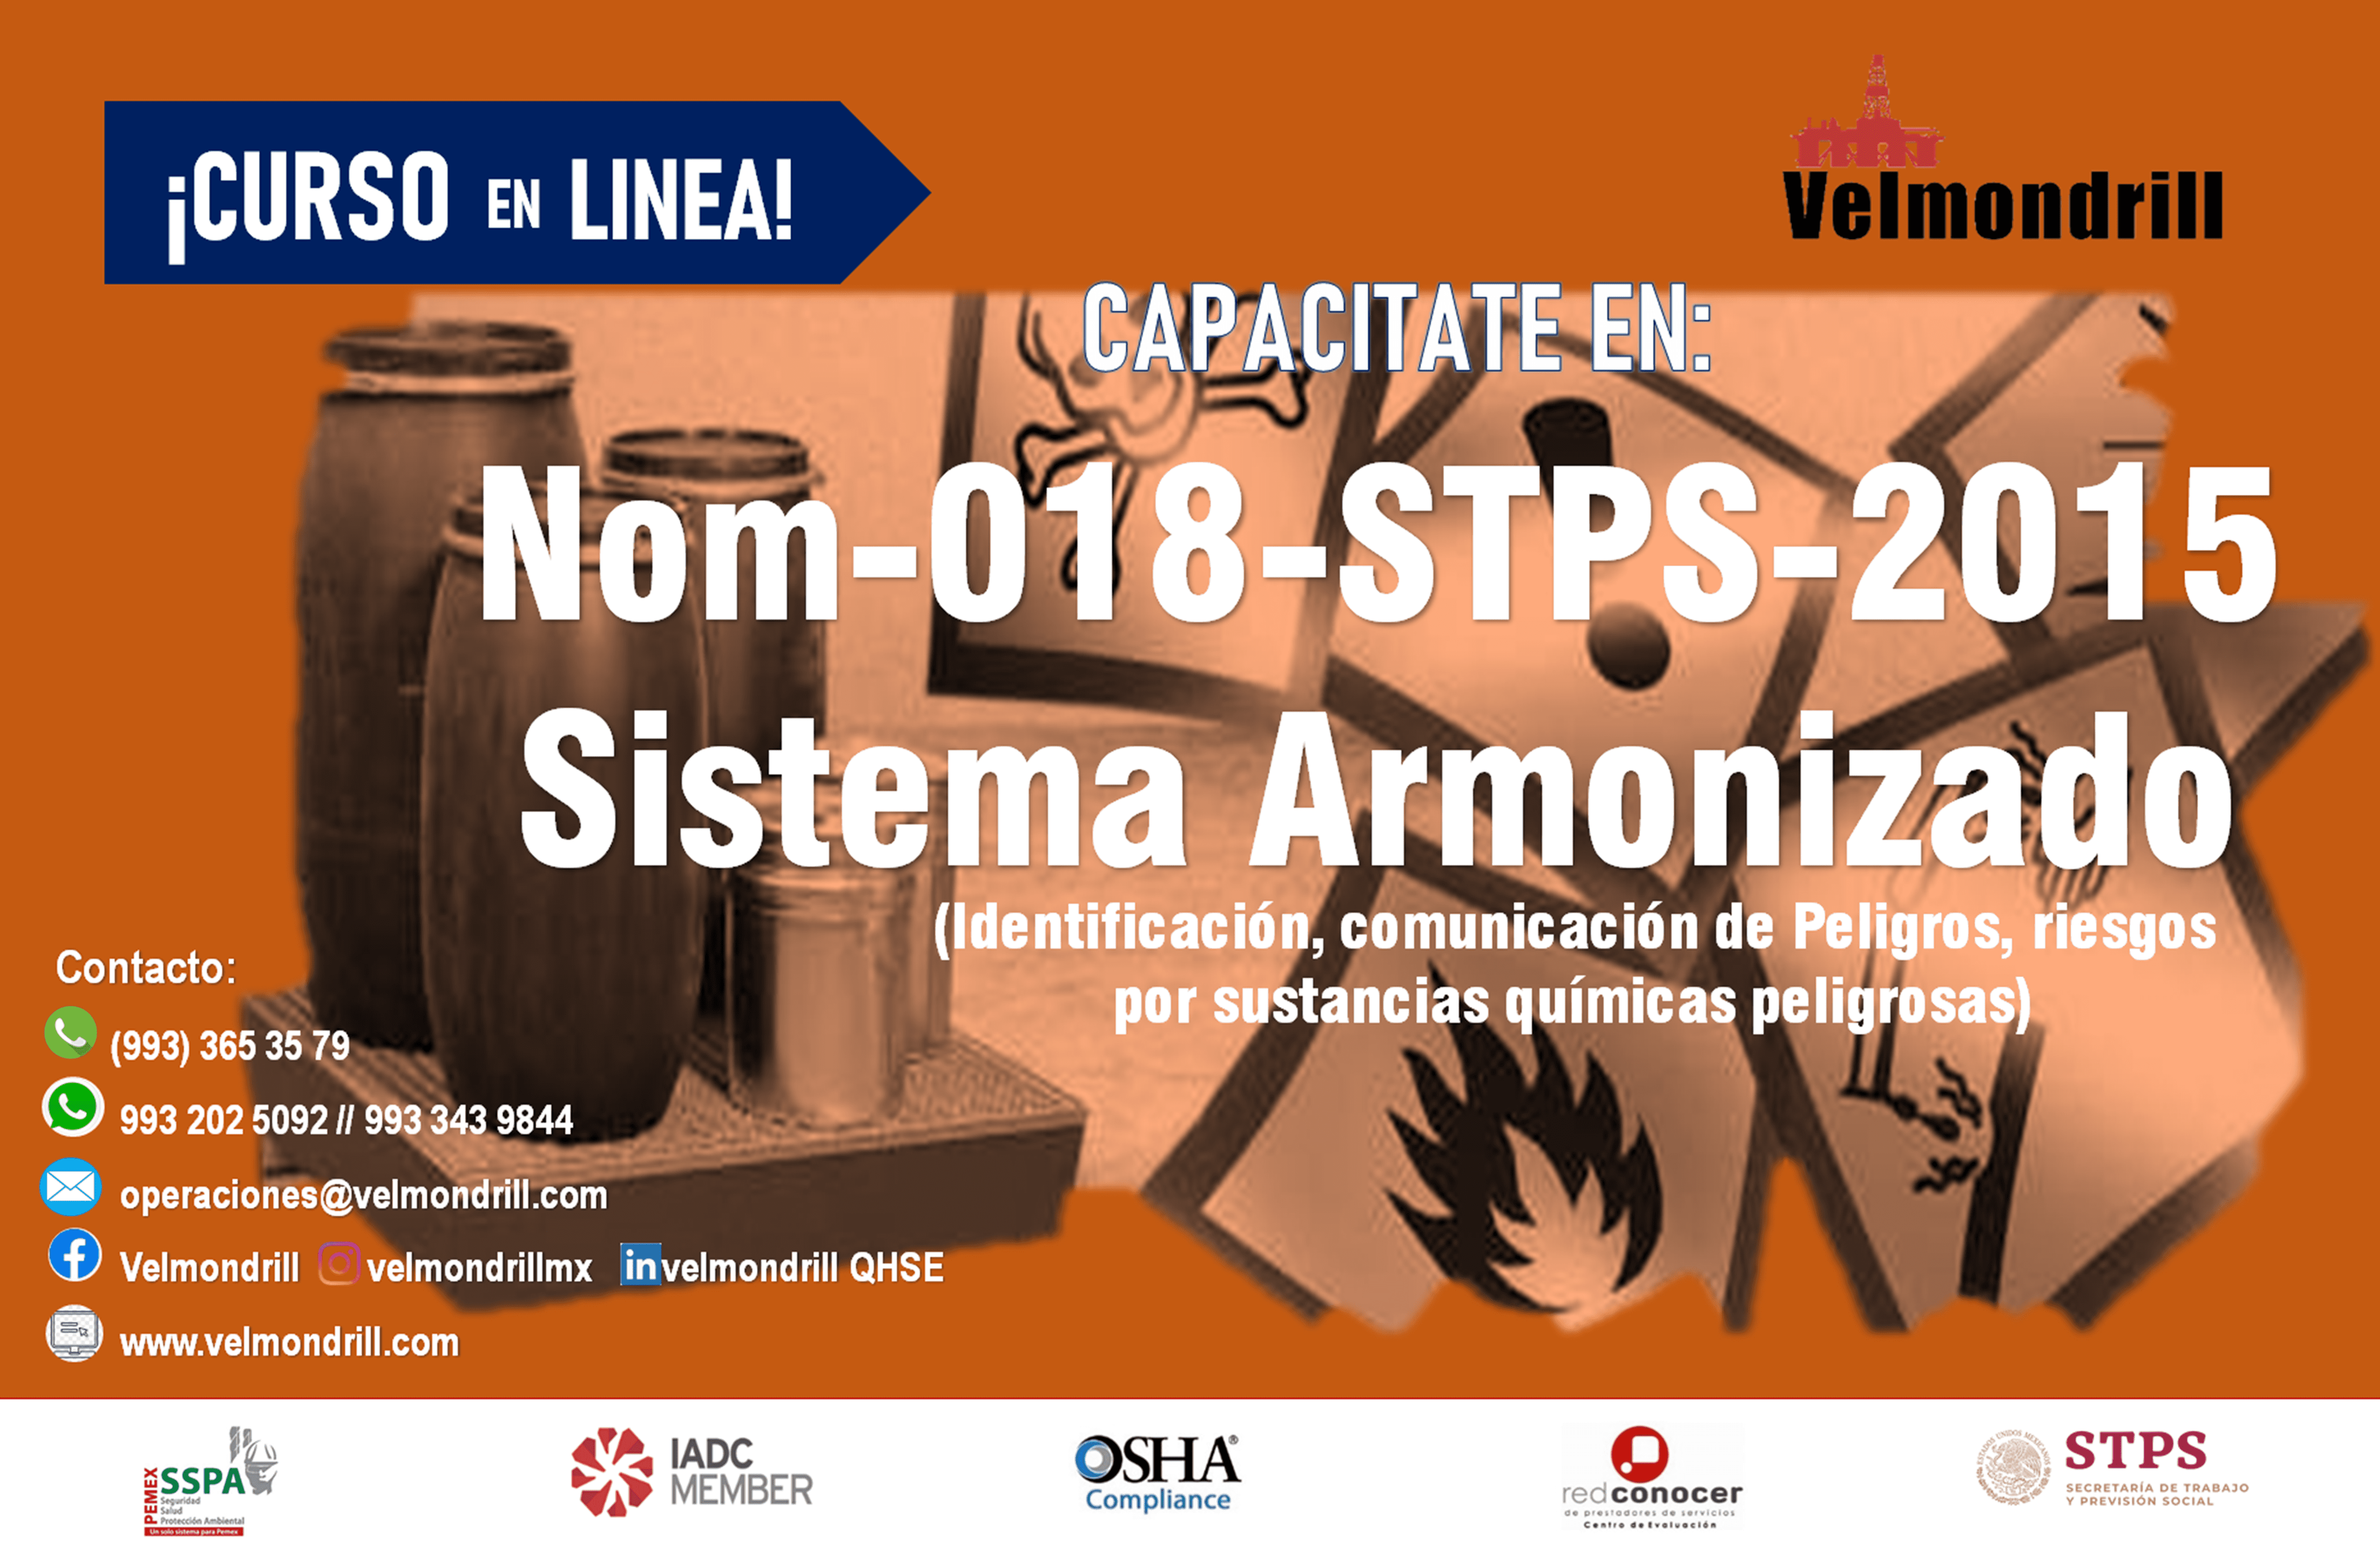 ¡CURSO EN LINEA!
Velmondrill
CAPACITATE EN:
Nom-018-STPS-2015
Sistema Armonizado
(Identificación, comunicación de Peligros, riesgos
por sustancias químicas peligrosas)
Contacto:
(993) 365 35 79
993 202 5092 // 993 343 9844
operaciones@velmondrill.com
Velmondrill velmondrillmx in velmondrill QHSE
www.velmondrill.com
PEMEX
SSPA
Seguridad
Salud
Protección Ambiental
Un solo sistema para Pemex
IADC
MEMBER
OSHA®
Compliance
red conocer
de prestadores de servicios
Centro de Evaluación
ESTADOS UNIDOS MEXICANOS
STPS
SECRETARÍA DE TRABAJO
Y PREVISIÓN SOCIAL